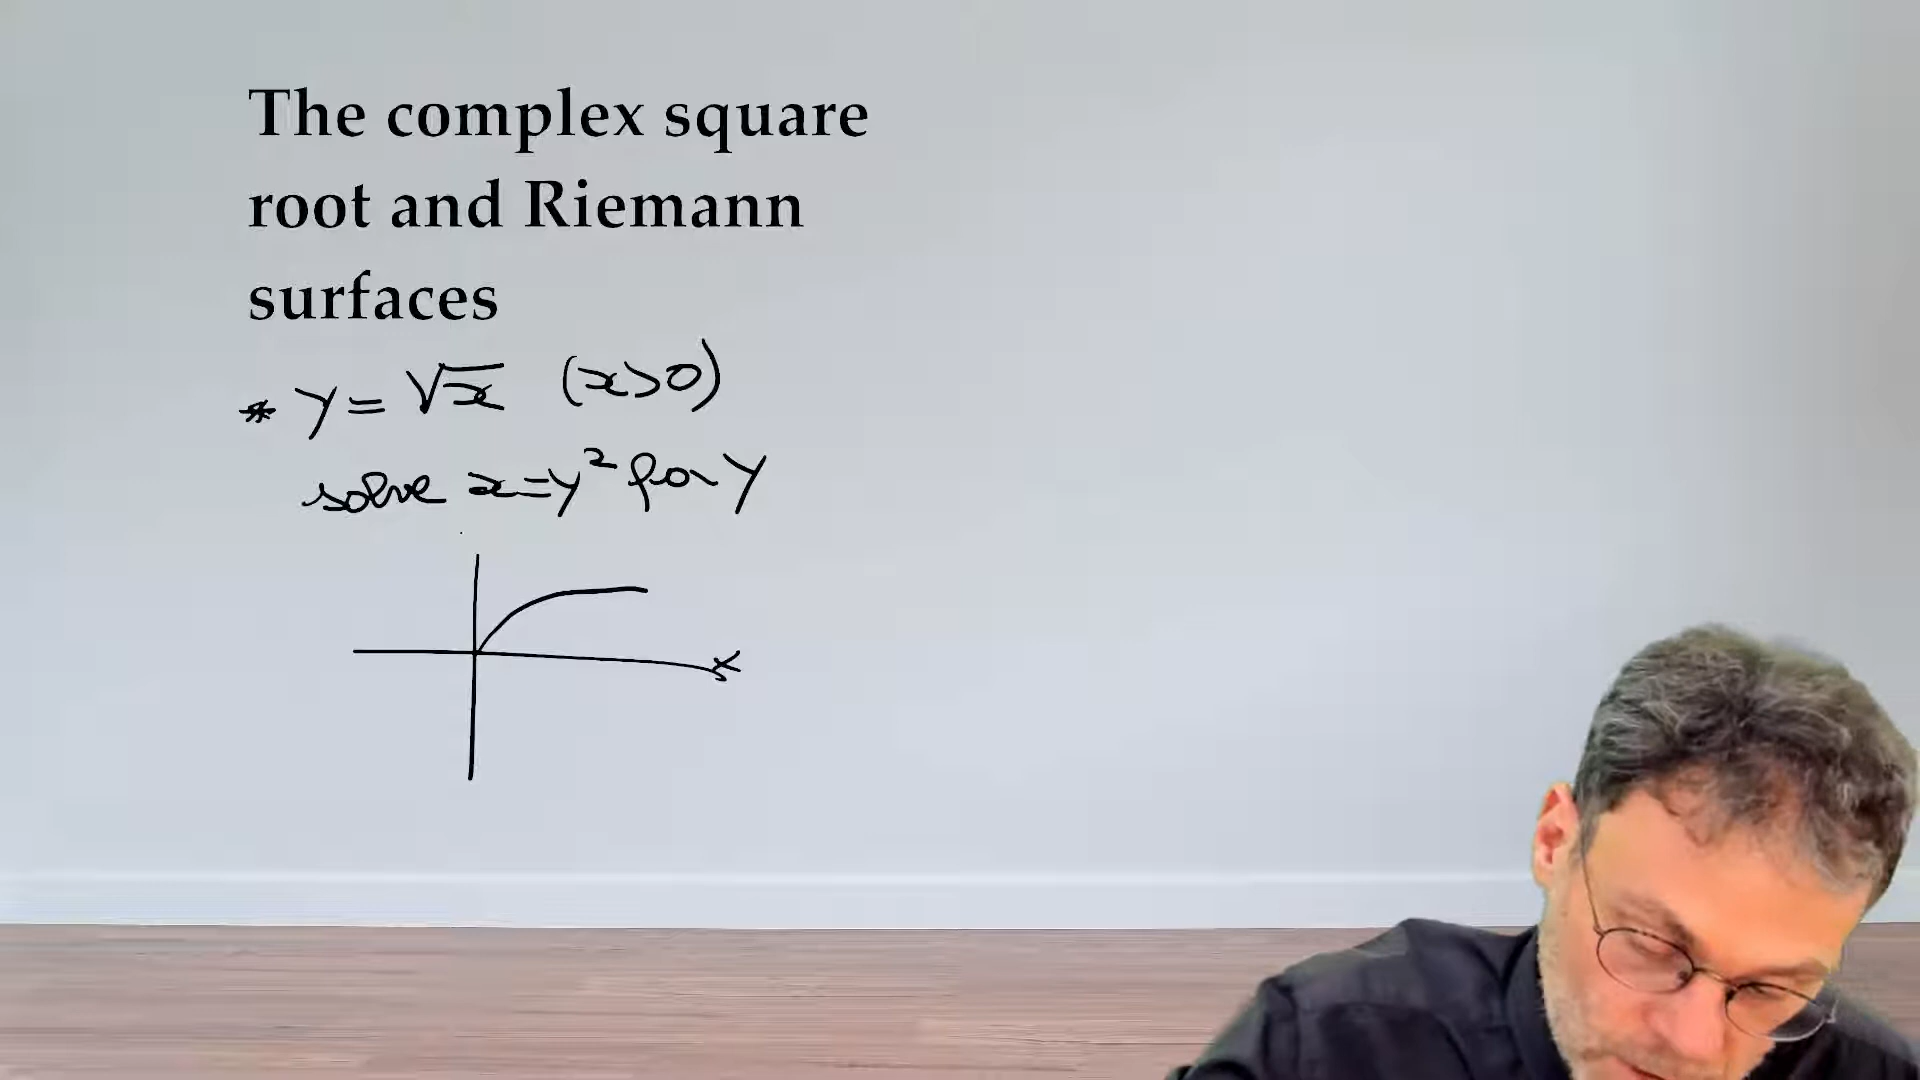 The complex square
root and Riemann
surfaces
* y = √x (x>0)
solve x=y² for y
x